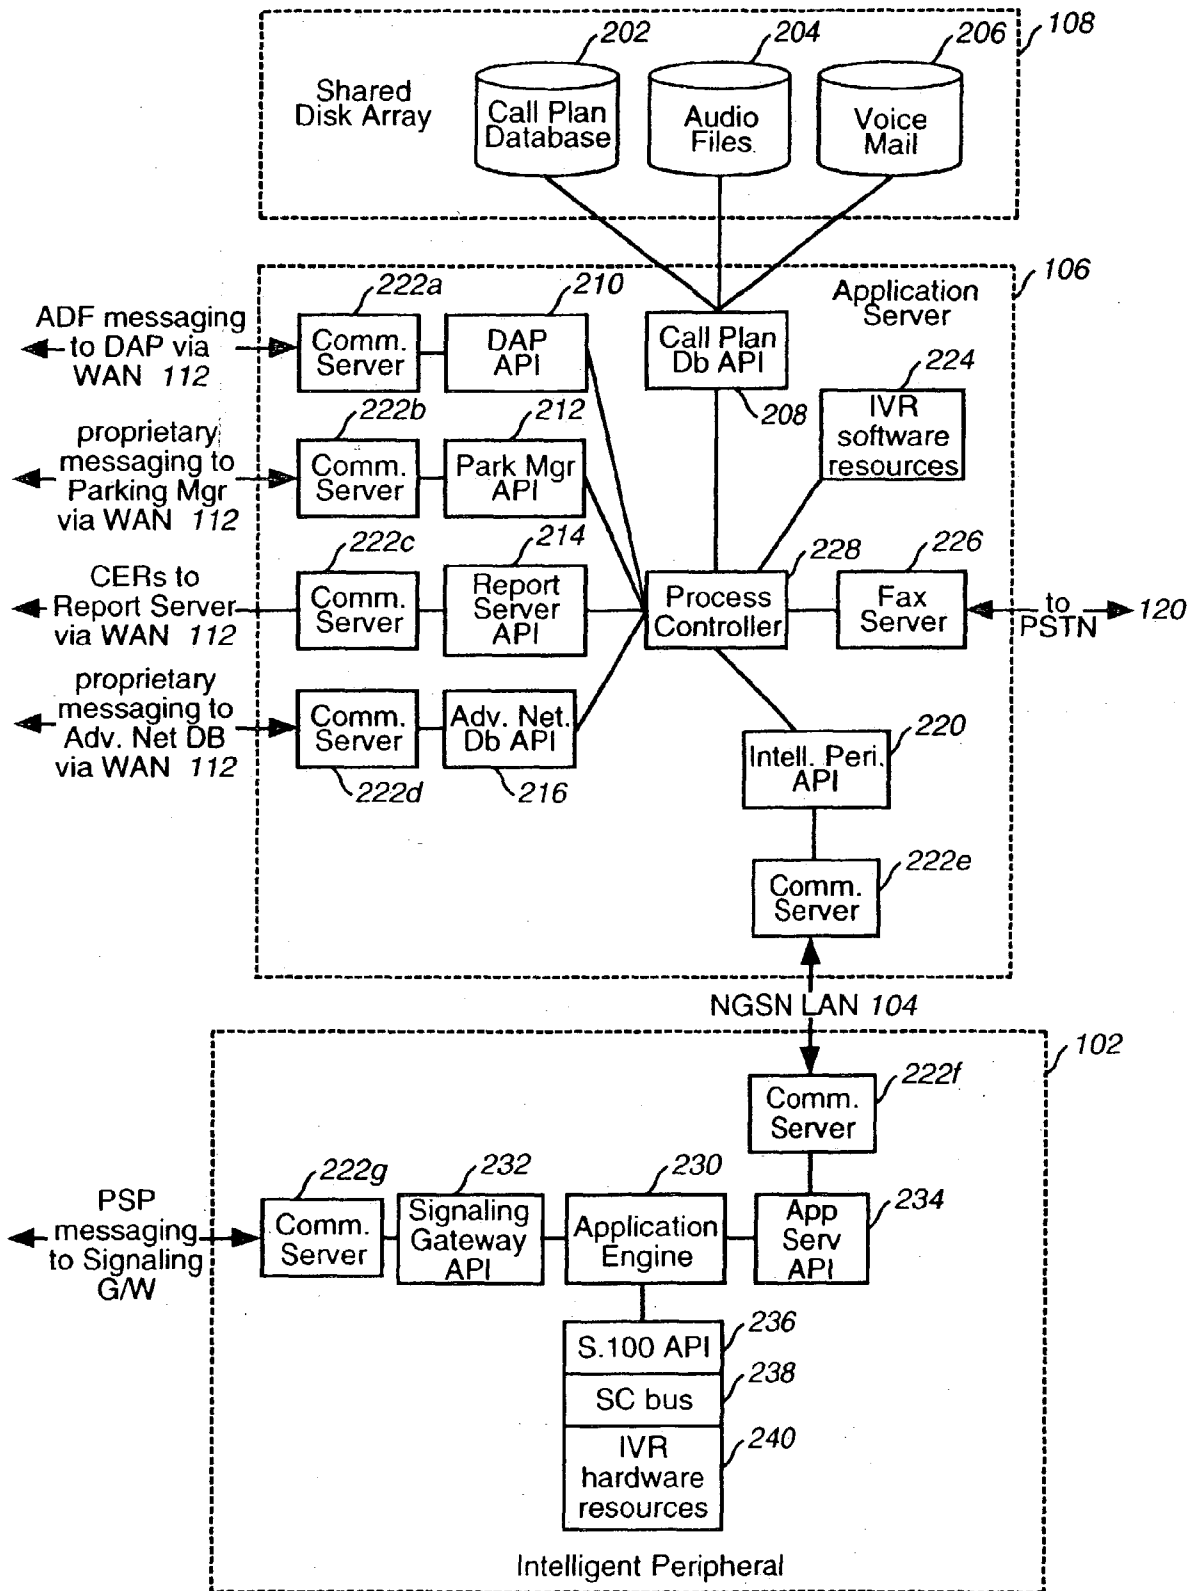 202
204
206
108
Shared
Disk Array
Call Plan
Database
Audio
Files
Voice
Mail
222a
210
106
Application
Server
ADF messaging
to DAP via
WAN 112
Comm.
Server
DAP
API
Call Plan
Db API
208
224
IVR
software
resources
222b
212
proprietary
messaging to
Parking Mgr
via WAN 112
Comm.
Server
Park Mgr
API
222c
214
228
226
CERs to
Report Server
via WAN 112
Comm.
Server
Report
Server
API
Process
Controller
Fax
Server
to
PSTN
120
proprietary
messaging to
Adv. Net DB
via WAN 112
Comm.
Server
Adv. Net.
Db API
222d
216
220
Intell. Peri.
API
222e
Comm.
Server
NGSN LAN 104
102
222f
Comm.
Server
222g
232
230
234
PSP
messaging
to Signaling
G/W
Comm.
Server
Signaling
Gateway
API
Application
Engine
App
Serv
API
236
S.100 API
238
SC bus
240
IVR
hardware
resources
Intelligent Peripheral